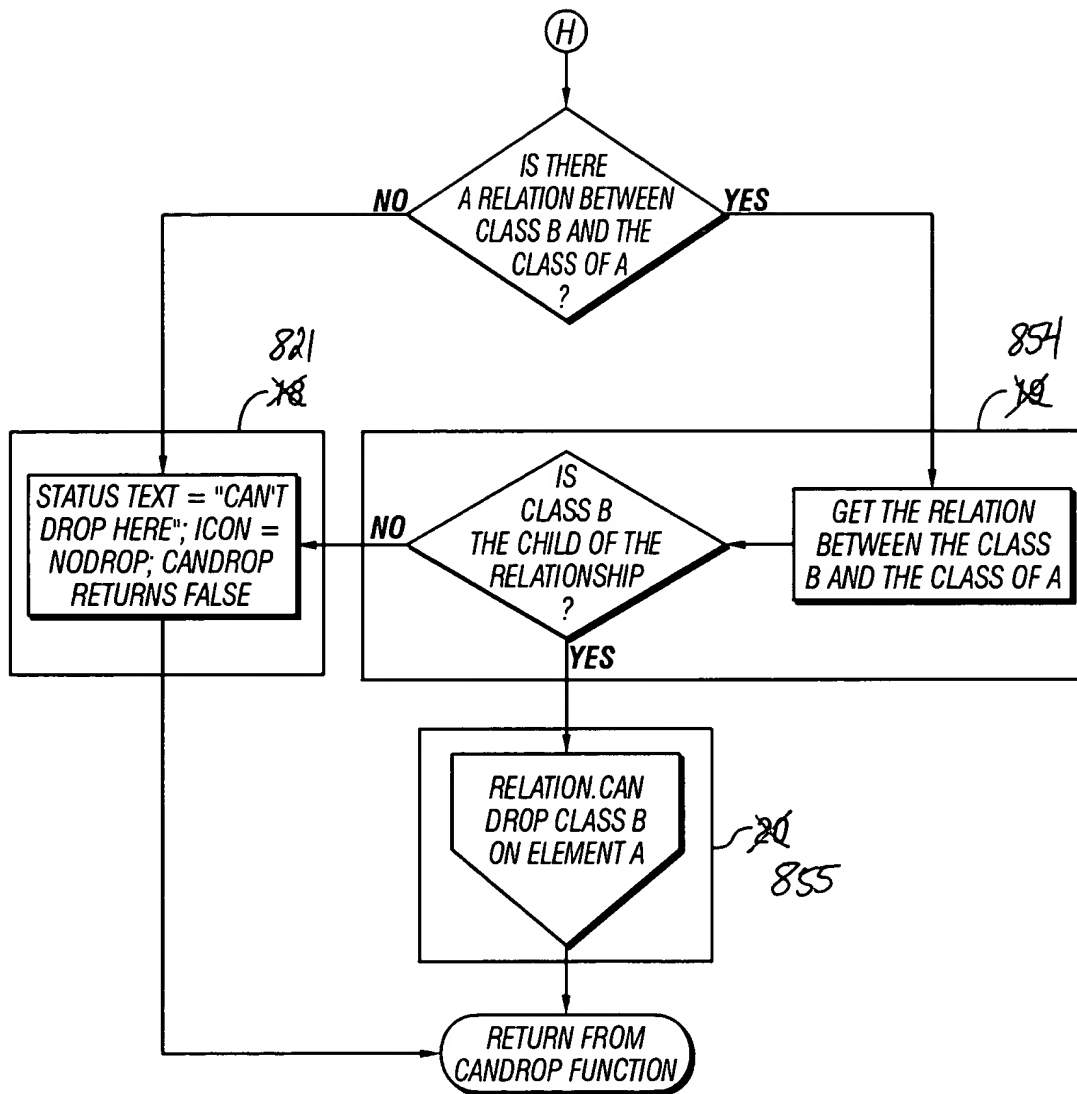 H
IS THERE
A RELATION BETWEEN
CLASS B AND THE
CLASS OF A
?
NO
YES
821
18
854
19
STATUS TEXT = "CAN'T
DROP HERE"; ICON =
NODROP; CANDROP
RETURNS FALSE
NO
IS
CLASS B
THE CHILD OF THE
RELATIONSHIP
?
GET THE RELATION
BETWEEN THE CLASS
B AND THE CLASS OF A
YES
RELATION.CAN
DROP CLASS B
ON ELEMENT A
20
855
RETURN FROM
CANDROP FUNCTION